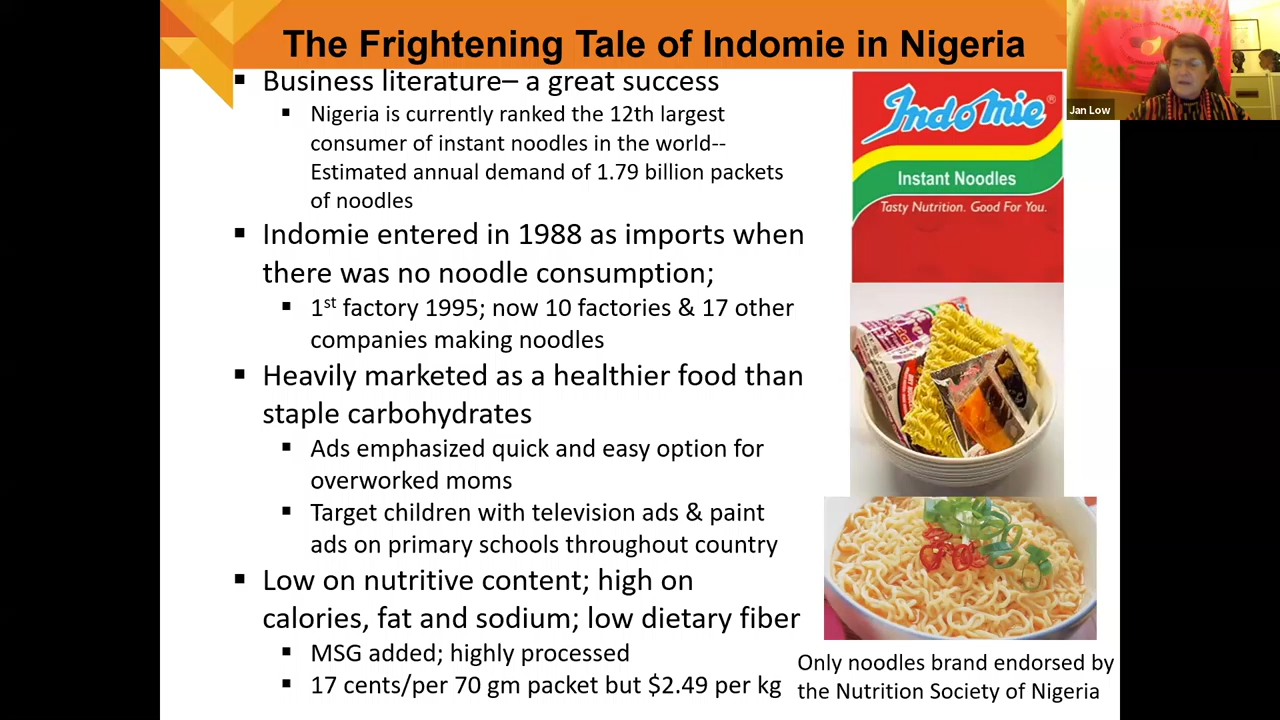 The Frightening Tale of Indomie in Nigeria
Business literature– a great success
Nigeria is currently ranked the 12th largest
consumer of instant noodles in the world--
Estimated annual demand of 1.79 billion packets
of noodles
Indomie entered in 1988 as imports when
there was no noodle consumption;
1st factory 1995; now 10 factories & 17 other
companies making noodles
Heavily marketed as a healthier food than
staple carbohydrates
Ads emphasized quick and easy option for
overworked moms
Target children with television ads & paint
ads on primary schools throughout country
Low on nutritive content; high on
calories, fat and sodium; low dietary fiber
MSG added; highly processed
17 cents/per 70 gm packet but $2.49 per kg
Indomie®
Instant Noodles
Tasty Nutrition. Good For You.
Only noodles brand endorsed by
the Nutrition Society of Nigeria
Jan Low